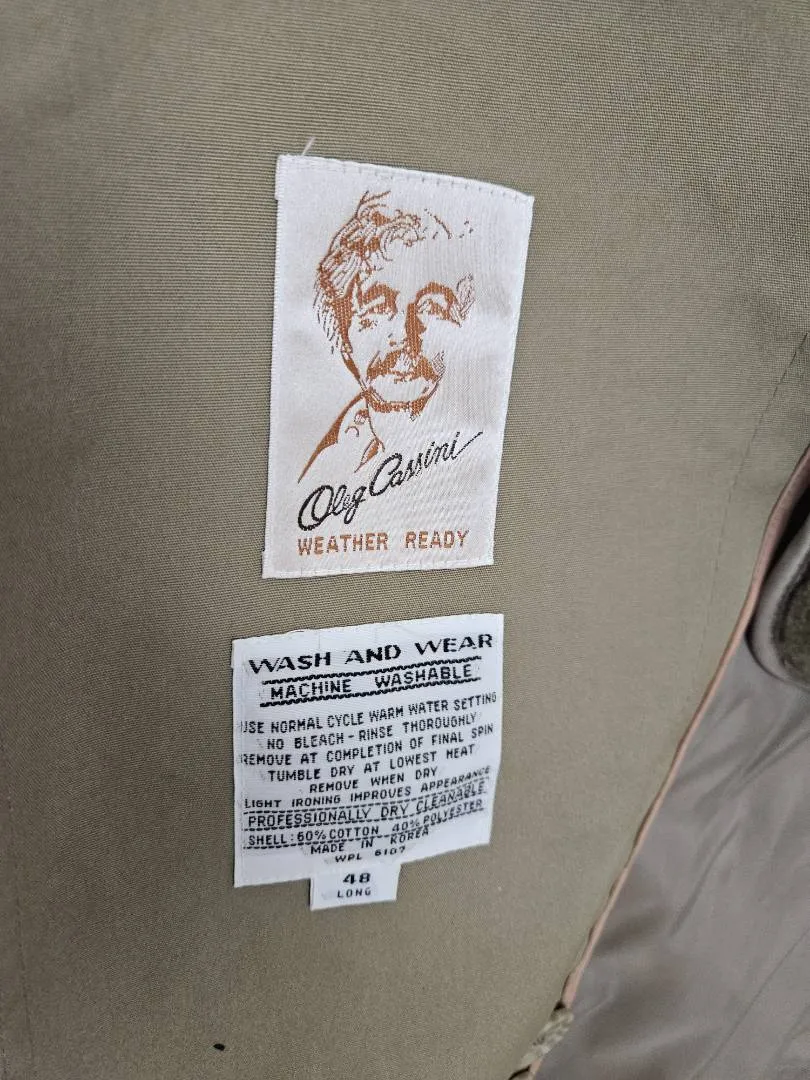 Oleg Cassini
WEATHER READY
WASH AND WEAR
MACHINE WASHABLE
USE NORMAL CYCLE WARM WATER SETTING
NO BLEACH - RINSE THOROUGHLY
REMOVE AT COMPLETION OF FINAL SPIN
TUMBLE DRY AT LOWEST HEAT
REMOVE WHEN DRY
LIGHT IRONING IMPROVES APPEARANCE
PROFESSIONALLY DRY CLEANABLE
SHELL: 60% COTTON 40% POLYESTER
MADE IN KOREA
WPL 6107
48
LONG